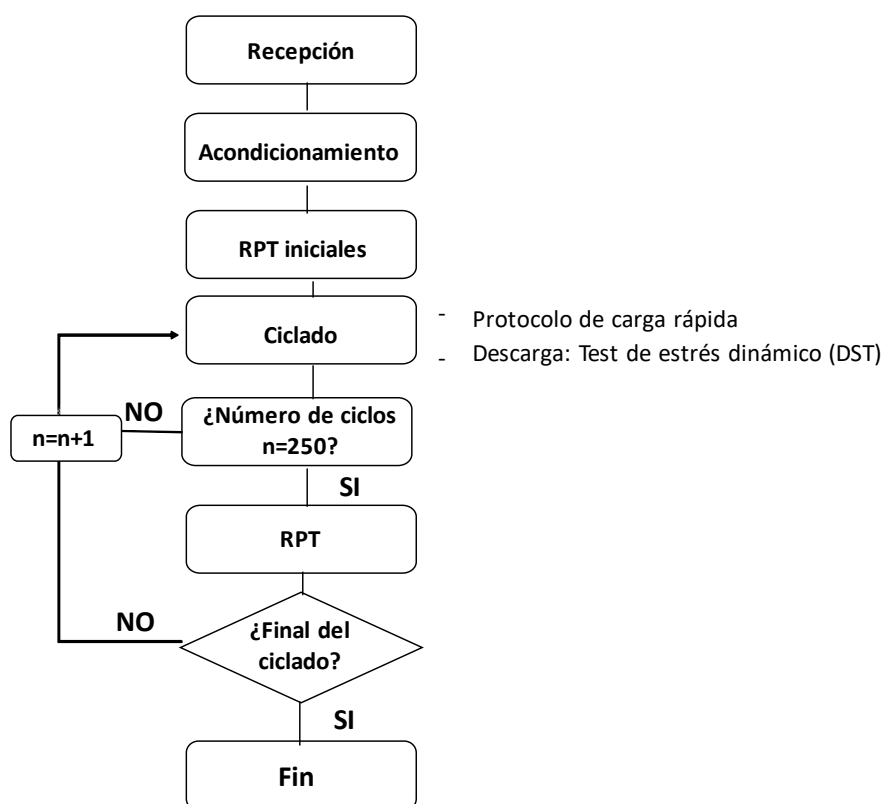 Recepción
Acondicionamiento
RPT iniciales
Ciclado
- Protocolo de carga rápida
- Descarga: Test de estrés dinámico (DST)
NO
¿Número de ciclos
n=250?
n=n+1
SI
RPT
NO
¿Final del
ciclado?
SI
Fin